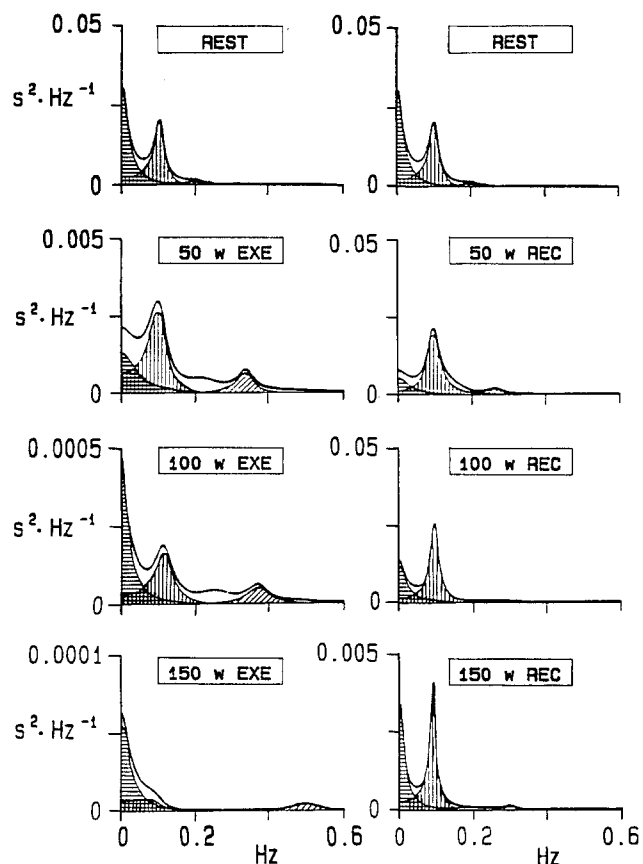 0.05
REST
s²·Hz⁻¹
0
0.05
REST
0
0.005
50 w EXE
s²·Hz⁻¹
0
0.05
50 w REC
0
0.0005
100 w EXE
s²·Hz⁻¹
0
0.05
100 w REC
0
0.0001
150 w EXE
s²·Hz⁻¹
0
0 0.2 Hz 0.6
0.005
150 w REC
0
0 0.2 Hz 0.6